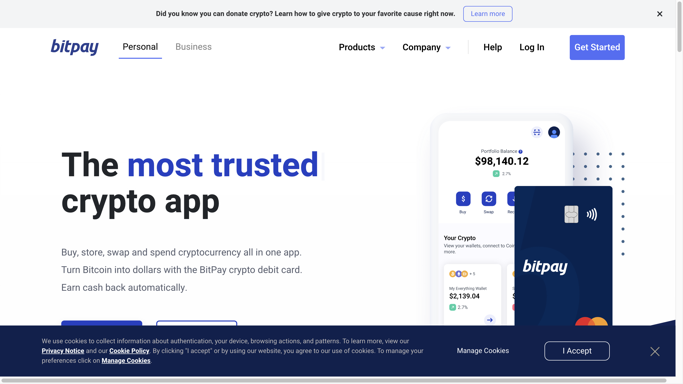 Did you know you can donate crypto? Learn how to give crypto to your favorite cause right now. Learn more
bitpay Personal Business Products Company Help Log In Get Started
The most trusted
crypto app
Buy, store, swap and spend cryptocurrency all in one app.
Turn Bitcoin into dollars with the BitPay crypto debit card.
Earn cash back automatically.
Portfolio Balance
$98,140.12
2.7%
Buy Swap
Your Crypto
View your wallets, connect to
more.
My Everything Wallet
$2,139.04
2.7%
bitpay
We use cookies to collect information about authentication, your device, browsing actions, and patterns. To learn more, view our
Privacy Notice and our Cookie Policy. By clicking "I accept" or by using our website, you agree to our use of cookies. To manage your
preferences click on Manage Cookies.
Manage Cookies
I Accept